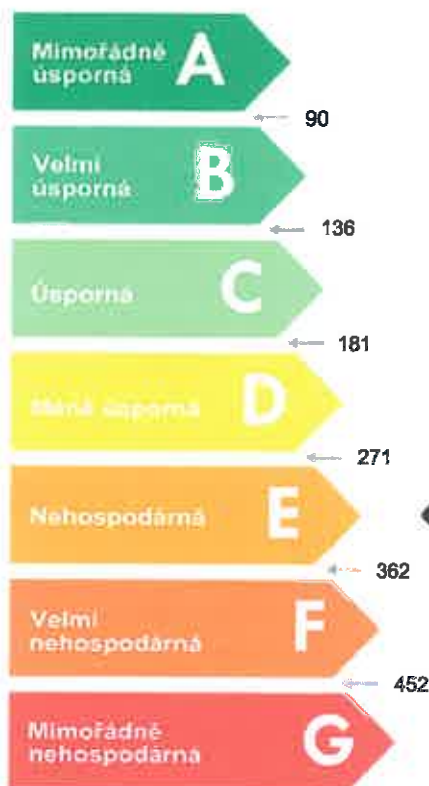 Mimořádně
úsporná
A
90
Velmi
úsporná
B
136
Úsporná
C
181
Méně úsporná
D
271
Nehospodárná
E
362
Velmi
nehospodárná
F
452
Mimořádně
nehospodárná
G